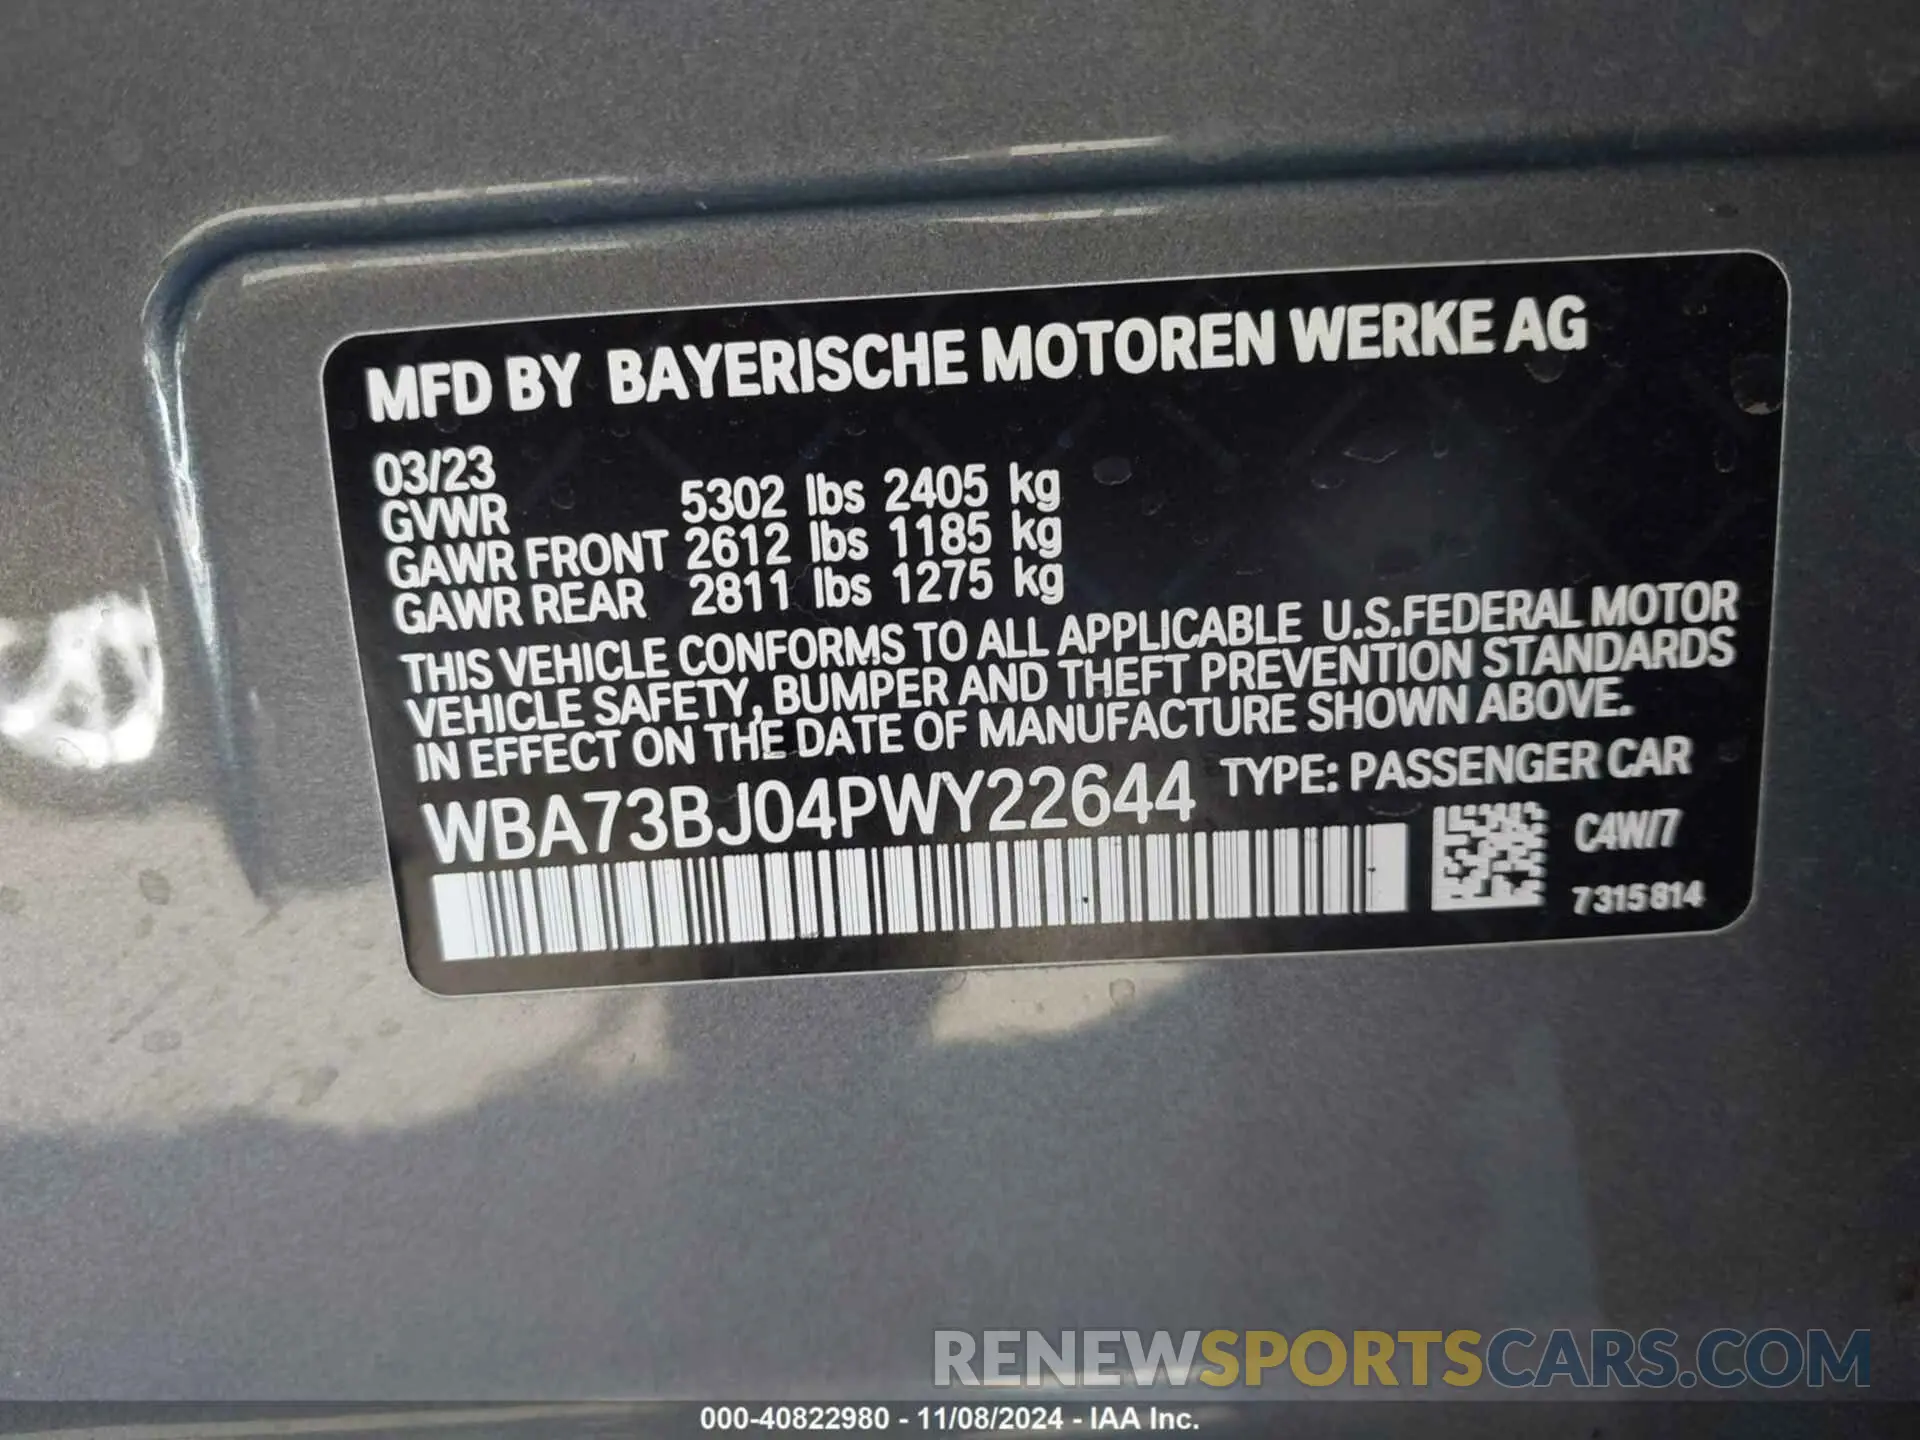 MFD BY BAYERISCHE MOTOREN WERKE AG
03/23
GVWR 5302 lbs 2405 kg
GAWR FRONT 2612 lbs 1185 kg
GAWR REAR 2811 lbs 1275 kg
THIS VEHICLE CONFORMS TO ALL APPLICABLE U.S.FEDERAL MOTOR
VEHICLE SAFETY, BUMPER AND THEFT PREVENTION STANDARDS
IN EFFECT ON THE DATE OF MANUFACTURE SHOWN ABOVE.
WBA73BJ04PWY22644 TYPE: PASSENGER CAR
C4W/7
7315814
RENEWSPORTSCARS.COM
000-40822980 - 11/08/2024 - IAA Inc.